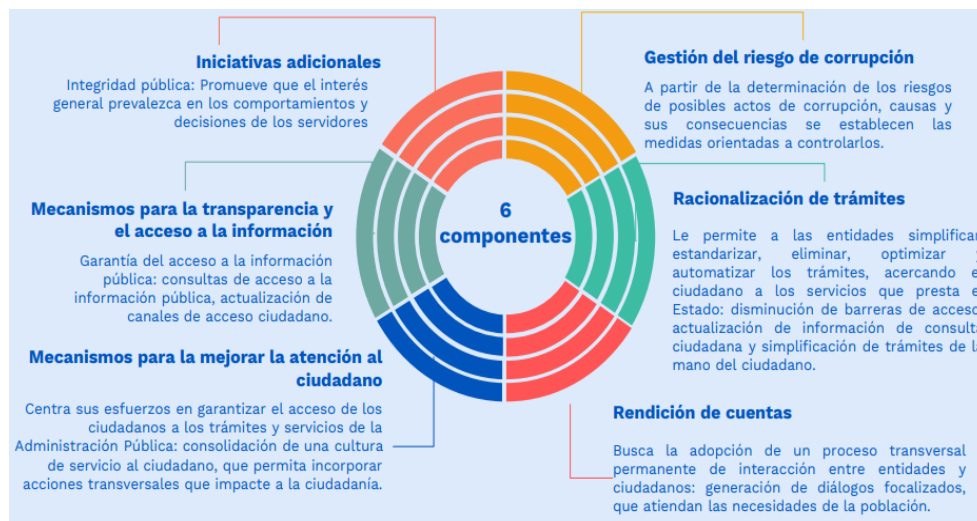 Iniciativas adicionales
Integridad pública: Promueve que el interés
general prevalezca en los comportamientos y
decisiones de los servidores
Gestión del riesgo de corrupción
A partir de la determinación de los riesgos
de posibles actos de corrupción, causas y
sus consecuencias se establecen las
medidas orientadas a controlarlos.
Mecanismos para la transparencia y
el acceso a la información
Garantía del acceso a la información
pública: consultas de acceso a la
información pública, actualización de
canales de acceso ciudadano.
6
componentes
Racionalización de trámites
Le permite a las entidades simplificar
estandarizar, eliminar, optimizar
automatizar los trámites, acercando e
ciudadano a los servicios que presta e
Estado: disminución de barreras de acceso
actualización de información de consulta
ciudadana y simplificación de trámites de la
mano del ciudadano.
Mecanismos para la mejorar la atención al
ciudadano
Centra sus esfuerzos en garantizar el acceso de los
ciudadanos a los trámites y servicios de la
Administración Pública: consolidación de una cultura
de servicio al ciudadano, que permita incorporar
acciones transversales que impacte a la ciudadanía.
Rendición de cuentas
Busca la adopción de un proceso transversal
permanente de interacción entre entidades y
ciudadanos: generación de diálogos focalizados,
que atiendan las necesidades de la población.